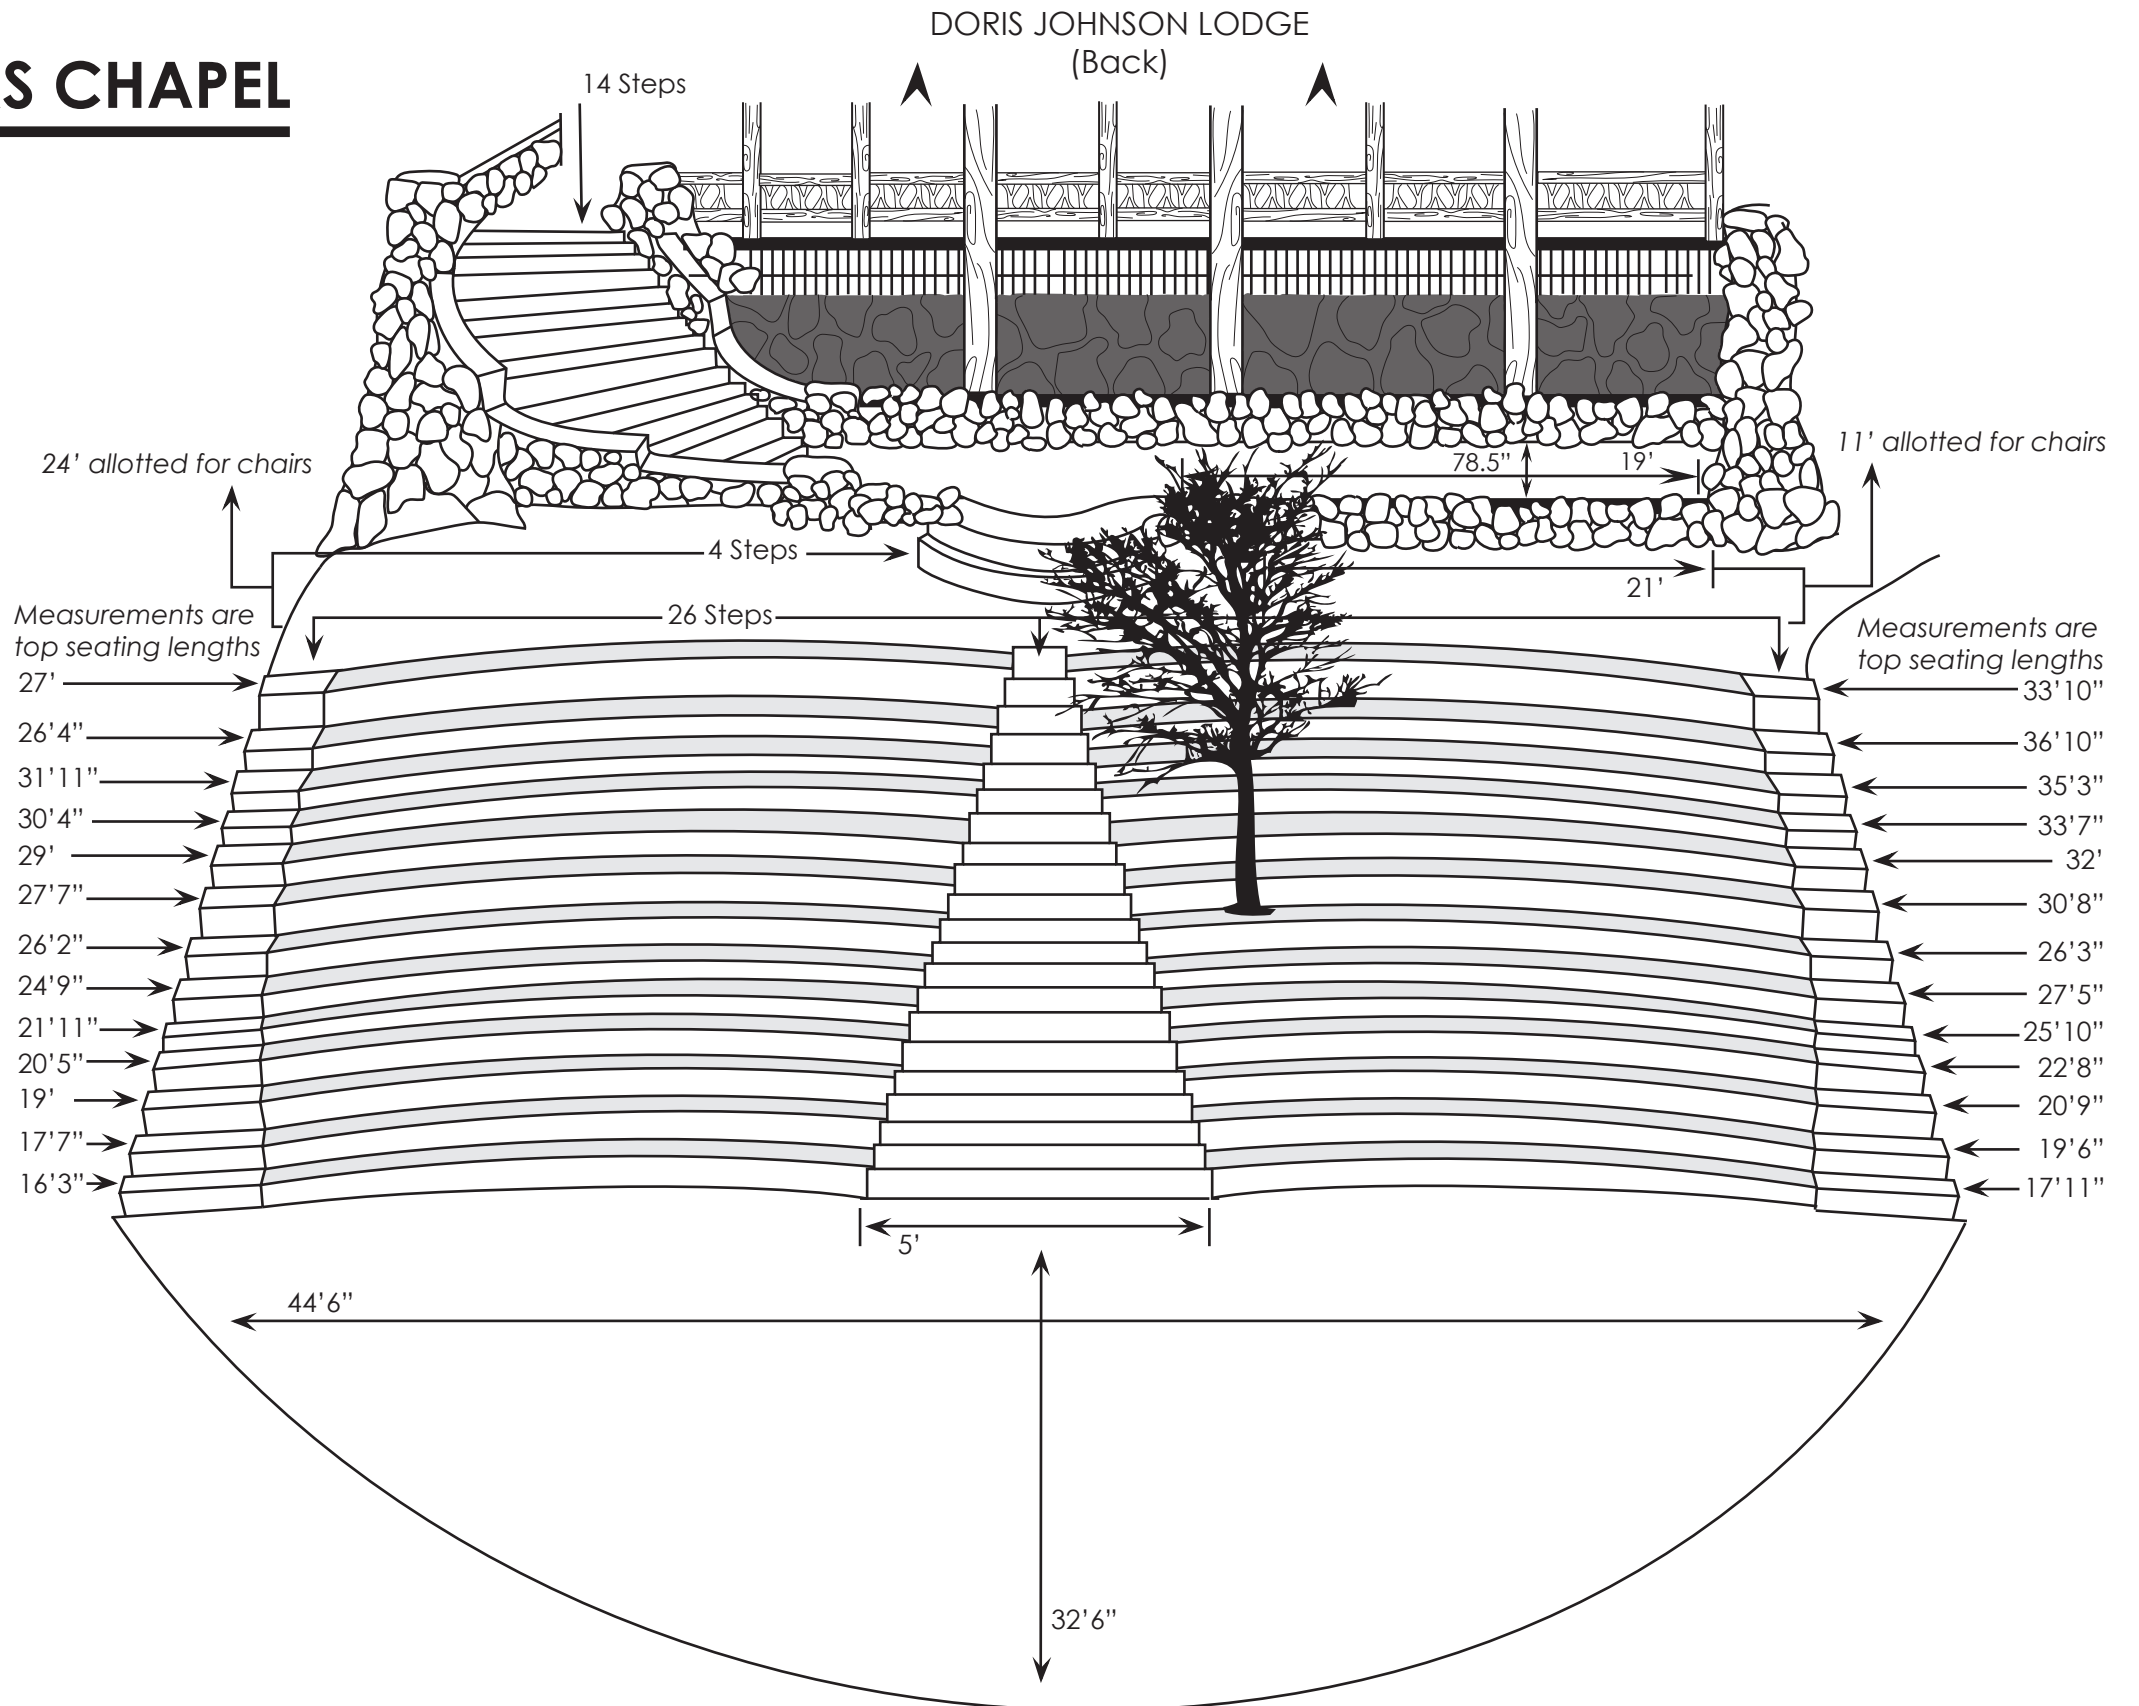 DORIS JOHNSON LODGE
(Back)
S CHAPEL
14 Steps
24’ allotted for chairs
11’ allotted for chairs
78.5”
19’
4 Steps
21’
26 Steps
Measurements are
top seating lengths
27’
26’4”
31’11”
30’4”
29’
27’7”
26’2”
24’9”
21’11”
20’5”
19’
17’7”
16’3”
Measurements are
top seating lengths
33’10”
36’10”
35’3”
33’7”
32’
30’8”
26’3”
27’5”
25’10”
22’8”
20’9”
19’6”
17’11”
5’
44’6”
32’6”